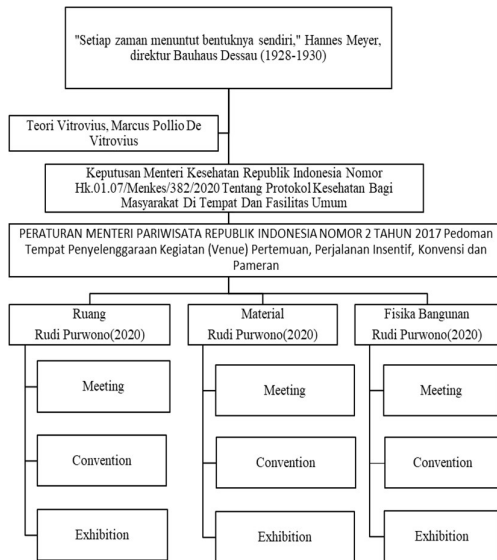 "Setiap zaman menuntut bentuknya sendiri," Hannes Meyer,
direktur Bauhaus Dessau (1928-1930)
Teori Vitrovius, Marcus Pollio De
Vitrovius
Keputusan Menteri Kesehatan Republik Indonesia Nomor
Hk.01.07/Menkes/382/2020 Tentang Protokol Kesehatan Bagi
Masyarakat Di Tempat Dan Fasilitas Umum
PERATURAN MENTERI PARIWISATA REPUBLIK INDONESIA NOMOR 2 TAHUN 2017 Pedoman
Tempat Penyelenggaraan Kegiatan (Venue) Pertemuan, Perjalanan Insentif, Konvensi dan
Pameran
Ruang
Rudi Purwono(2020)
Meeting
Convention
Exhibition
Material
Rudi Purwono(2020)
Meeting
Convention
Exhibition
Fisika Bangunan
Rudi Purwono(2020)
Meeting
Convention
Exhibition